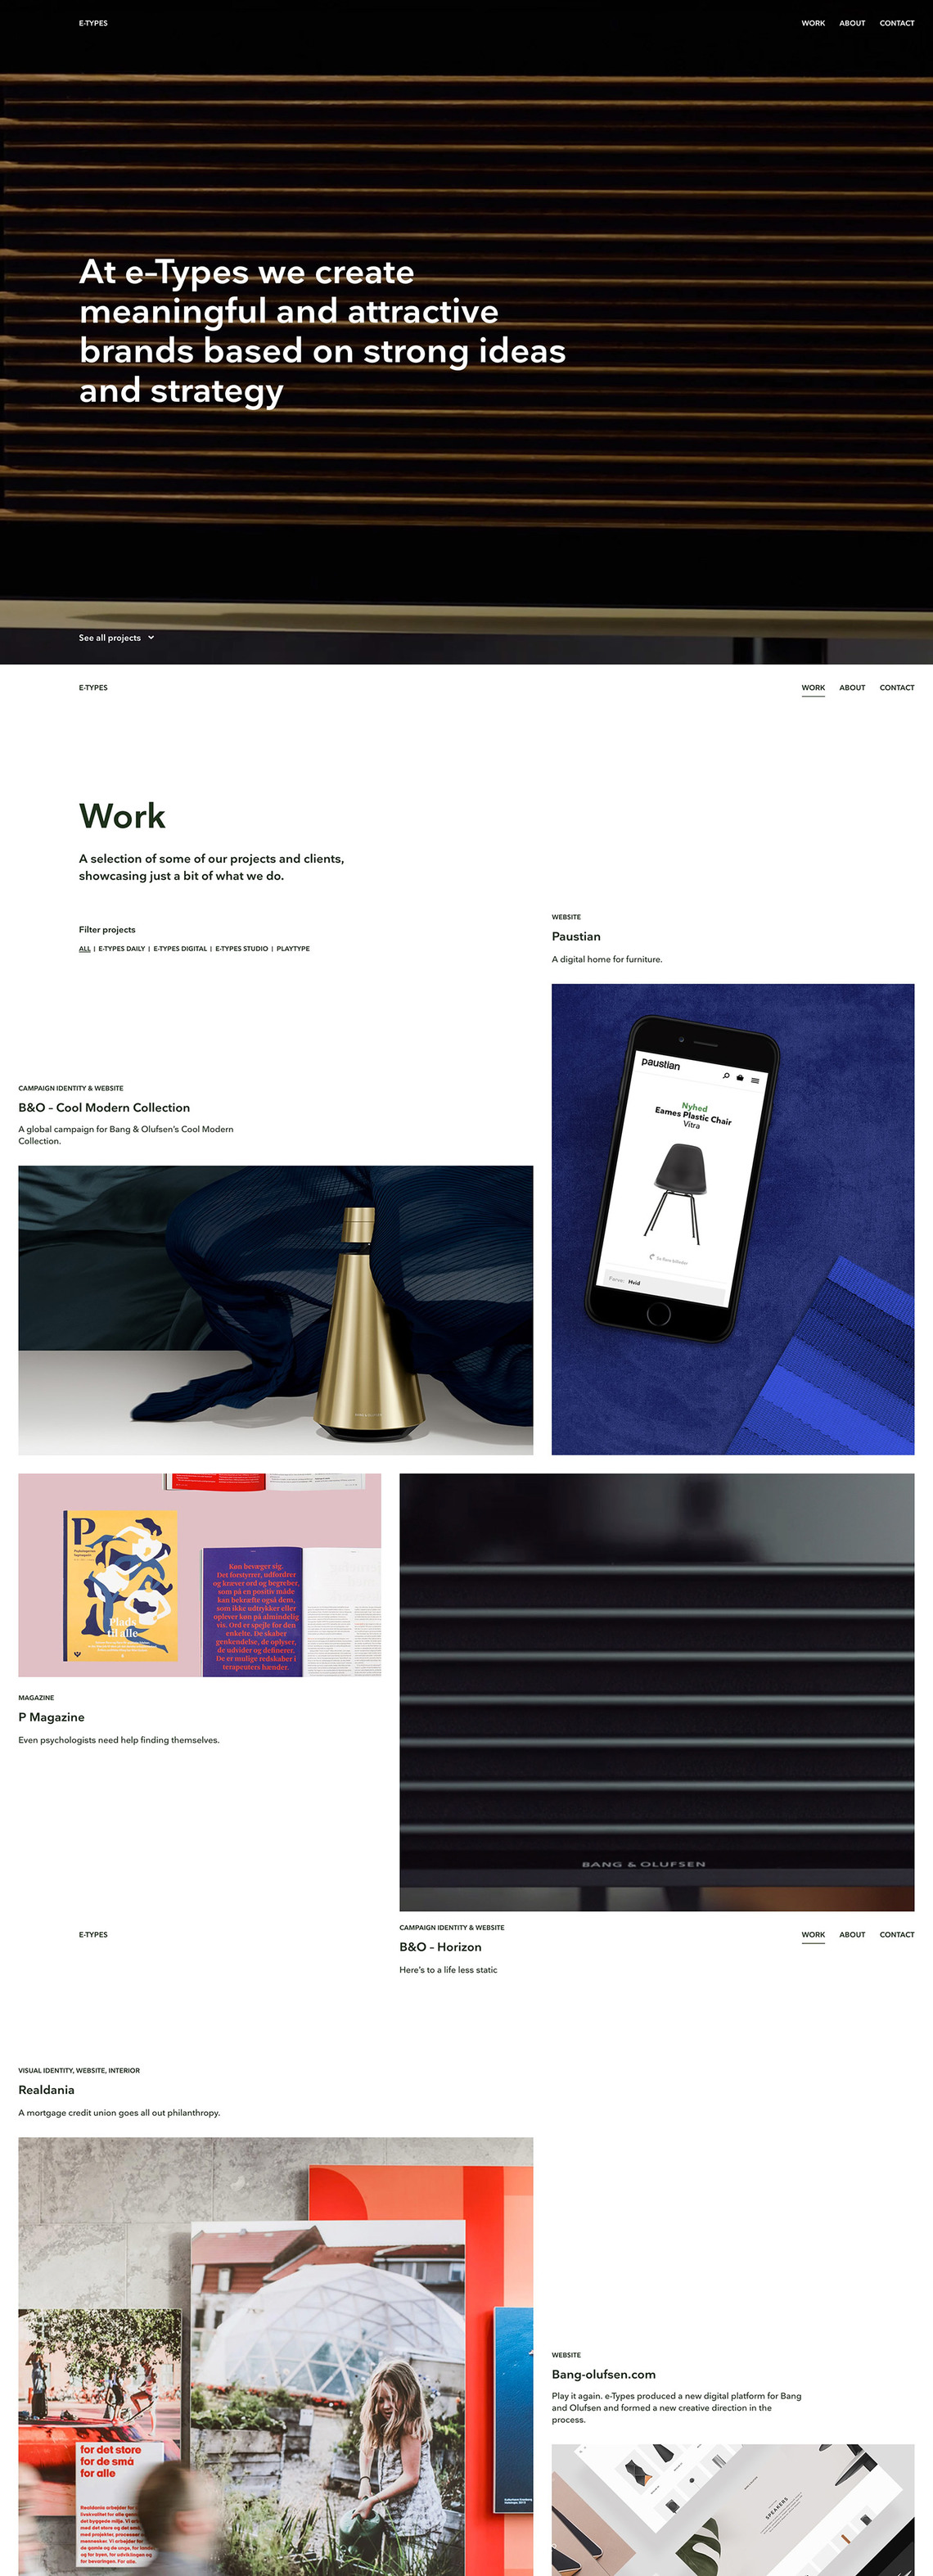 E-TYPES
WORK ABOUT CONTACT
At e-Types we create
meaningful and attractive
brands based on strong ideas
and strategy
See all projects
E-TYPES
WORK ABOUT CONTACT
Work
A selection of some of our projects and clients,
showcasing just a bit of what we do.
Filter projects
ALL | E-TYPES DAILY | E-TYPES DIGITAL | E-TYPES STUDIO | PLAYTYPE
WEBSITE
Paustian
A digital home for furniture.
paustian
Nyhed
Eames Plastic Chair
Vitra
Farve: Hvid
CAMPAIGN IDENTITY & WEBSITE
B&O – Cool Modern Collection
A global campaign for Bang & Olufsen's Cool Modern
Collection.
P
Plads
til alle
Køn bevæger sig.
Det forstyrrer, udfordrer
og kræver ord og begreber,
som på en positiv måde
kan bekræfte også dem,
som ikke udtrykker eller
oplever køn på almindelig
vis. Ord er spejle for den
enkelte. De skaber
genkendelse, de oplyser,
de udvider og definerer.
De er mulige redskaber i
terapeuters hænder.
MAGAZINE
P Magazine
Even psychologists need help finding themselves.
BANG & OLUFSEN
CAMPAIGN IDENTITY & WEBSITE
B&O – Horizon
Here's to a life less static
E-TYPES
WORK ABOUT CONTACT
VISUAL IDENTITY, WEBSITE, INTERIOR
Realdania
A mortgage credit union goes all out philanthropy.
for det store
for de små
for alle
WEBSITE
Bang-olufsen.com
Play it again. e-Types produced a new digital platform for Bang
and Olufsen and formed a new creative direction in the
process.
SPEAKERS